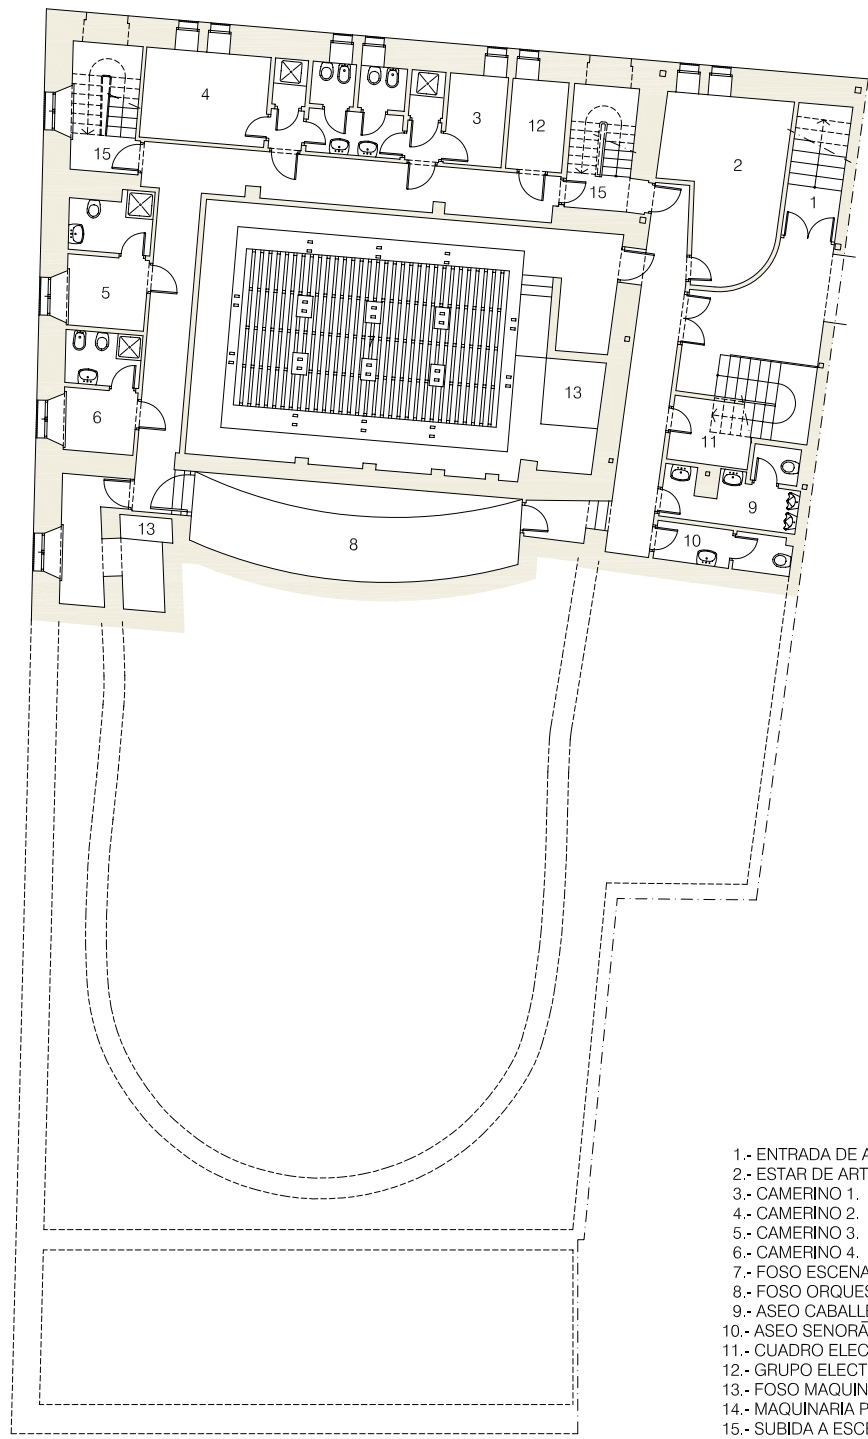 4
3
12
2
15
15
1
5
7
13
6
11
9
13
8
10
1.- ENTRADA DE A
2.- ESTAR DE ART
3.- CAMERINO 1.
4.- CAMERINO 2.
5.- CAMERINO 3.
6.- CAMERINO 4.
7.- FOSO ESCENA
8.- FOSO ORQUES
9.- ASEO CABALLE
10.- ASEO SEÑORA
11.- CUADRO ELEC
12.- GRUPO ELECT
13.- FOSO MAQUIN
14.- MAQUINARIA P
15.- SUBIDA A ESCE